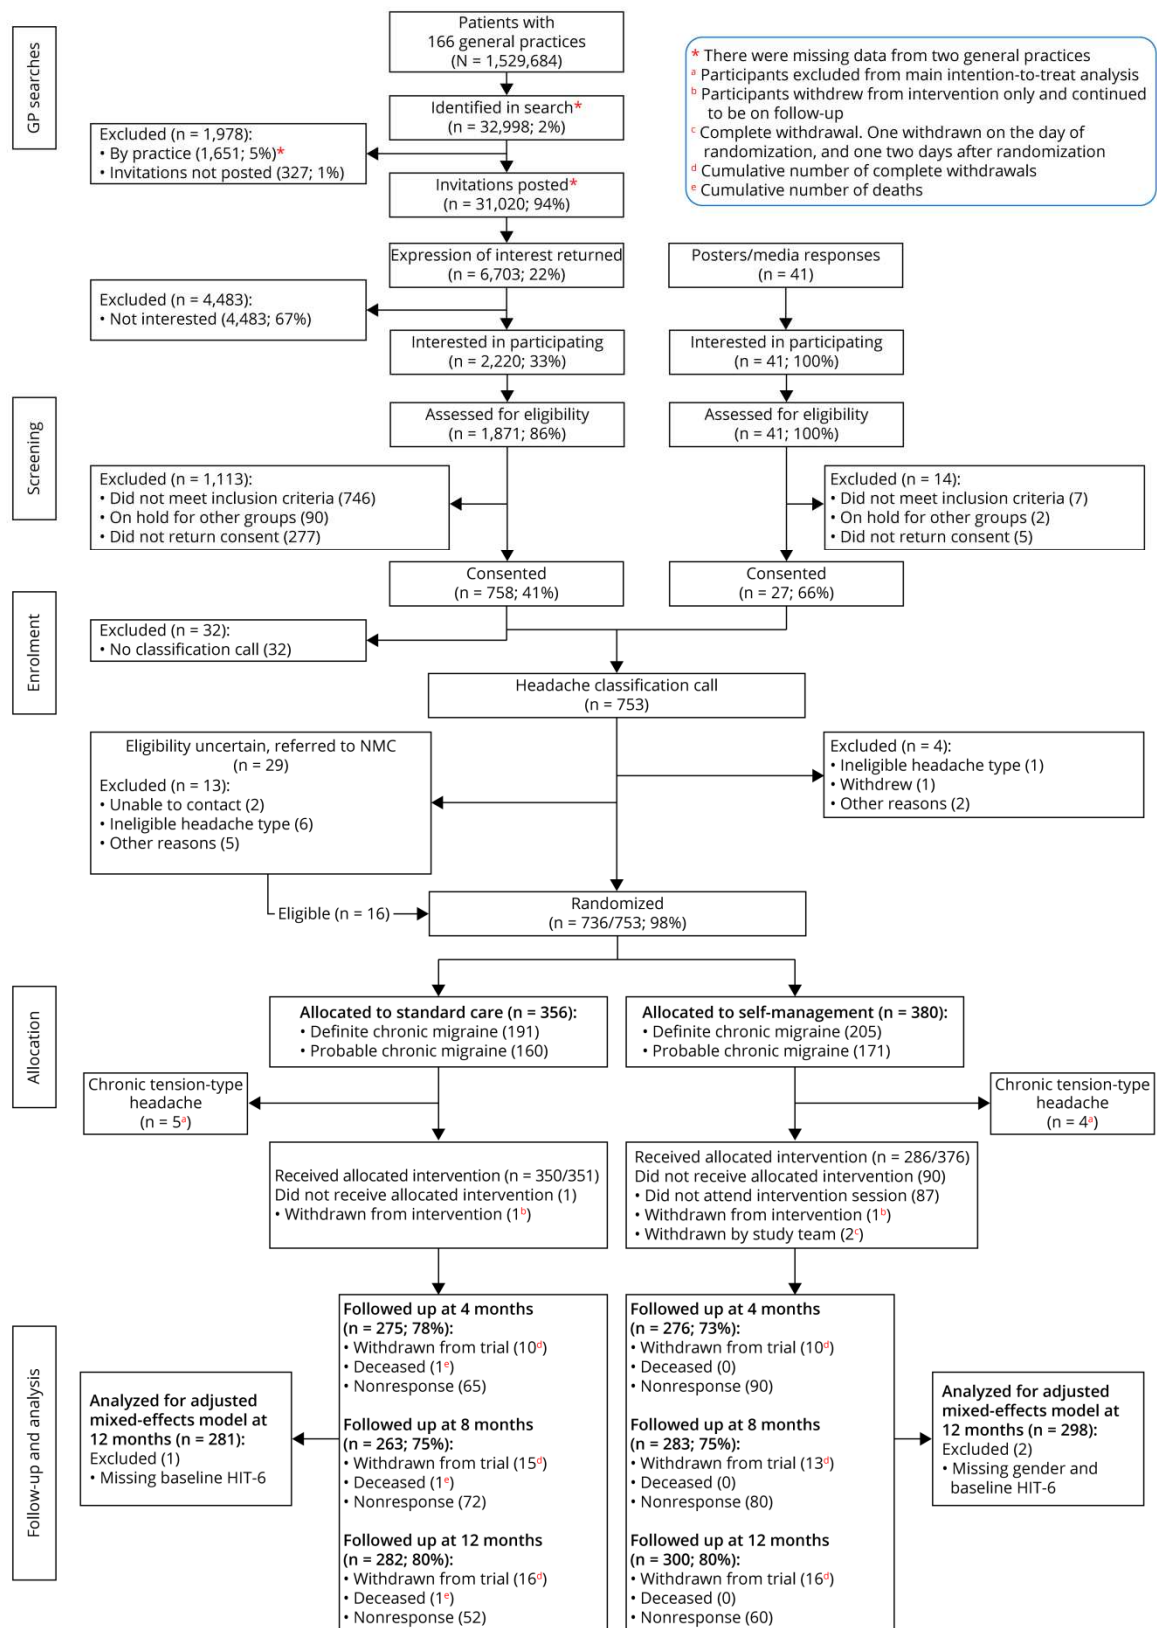 GP searches
Patients with
166 general practices
(N = 1,529,684)
* There were missing data from two general practices
a Participants excluded from main intention-to-treat analysis
b Participants withdrew from intervention only and continued
to be on follow-up
c Complete withdrawal. One withdrawn on the day of
randomization, and one two days after randomization
d Cumulative number of complete withdrawals
e Cumulative number of deaths
Identified in search*
(n = 32,998; 2%)
Excluded (n = 1,978):
• By practice (1,651; 5%)*
• Invitations not posted (327; 1%)
Invitations posted*
(n = 31,020; 94%)
Expression of interest returned
(n = 6,703; 22%)
Posters/media responses
(n = 41)
Excluded (n = 4,483):
• Not interested (4,483; 67%)
Interested in participating
(n = 2,220; 33%)
Interested in participating
(n = 41; 100%)
Screening
Assessed for eligibility
(n = 1,871; 86%)
Assessed for eligibility
(n = 41; 100%)
Excluded (n = 1,113):
• Did not meet inclusion criteria (746)
• On hold for other groups (90)
• Did not return consent (277)
Excluded (n = 14):
• Did not meet inclusion criteria (7)
• On hold for other groups (2)
• Did not return consent (5)
Enrolment
Consented
(n = 758; 41%)
Consented
(n = 27; 66%)
Excluded (n = 32):
• No classification call (32)
Headache classification call
(n = 753)
Eligibility uncertain, referred to NMC
(n = 29)
Excluded (n = 13):
• Unable to contact (2)
• Ineligible headache type (6)
• Other reasons (5)
Excluded (n = 4):
• Ineligible headache type (1)
• Withdrew (1)
• Other reasons (2)
Eligible (n = 16)
Randomized
(n = 736/753; 98%)
Allocation
Allocated to standard care (n = 356):
• Definite chronic migraine (191)
• Probable chronic migraine (160)
Allocated to self-management (n = 380):
• Definite chronic migraine (205)
• Probable chronic migraine (171)
Chronic tension-type
headache
(n = 5a)
Chronic tension-type
headache
(n = 4a)
Received allocated intervention (n = 350/351)
Did not receive allocated intervention (1)
• Withdrawn from intervention (1b)
Received allocated intervention (n = 286/376)
Did not receive allocated intervention (90)
• Did not attend intervention session (87)
• Withdrawn from intervention (1b)
• Withdrawn by study team (2c)
Follow-up and analysis
Analyzed for adjusted
mixed-effects model at
12 months (n = 281):
Excluded (1)
• Missing baseline HIT-6
Followed up at 4 months
(n = 275; 78%):
• Withdrawn from trial (10d)
• Deceased (1e)
• Nonresponse (65)
Followed up at 8 months
(n = 263; 75%):
• Withdrawn from trial (15d)
• Deceased (1e)
• Nonresponse (72)
Followed up at 12 months
(n = 282; 80%):
• Withdrawn from trial (16d)
• Deceased (1e)
• Nonresponse (52)
Followed up at 4 months
(n = 276; 73%):
• Withdrawn from trial (10d)
• Deceased (0)
• Nonresponse (90)
Followed up at 8 months
(n = 283; 75%):
• Withdrawn from trial (13d)
• Deceased (0)
• Nonresponse (80)
Followed up at 12 months
(n = 300; 80%):
• Withdrawn from trial (16d)
• Deceased (0)
• Nonresponse (60)
Analyzed for adjusted
mixed-effects model at
12 months (n = 298):
Excluded (2)
• Missing gender and
baseline HIT-6